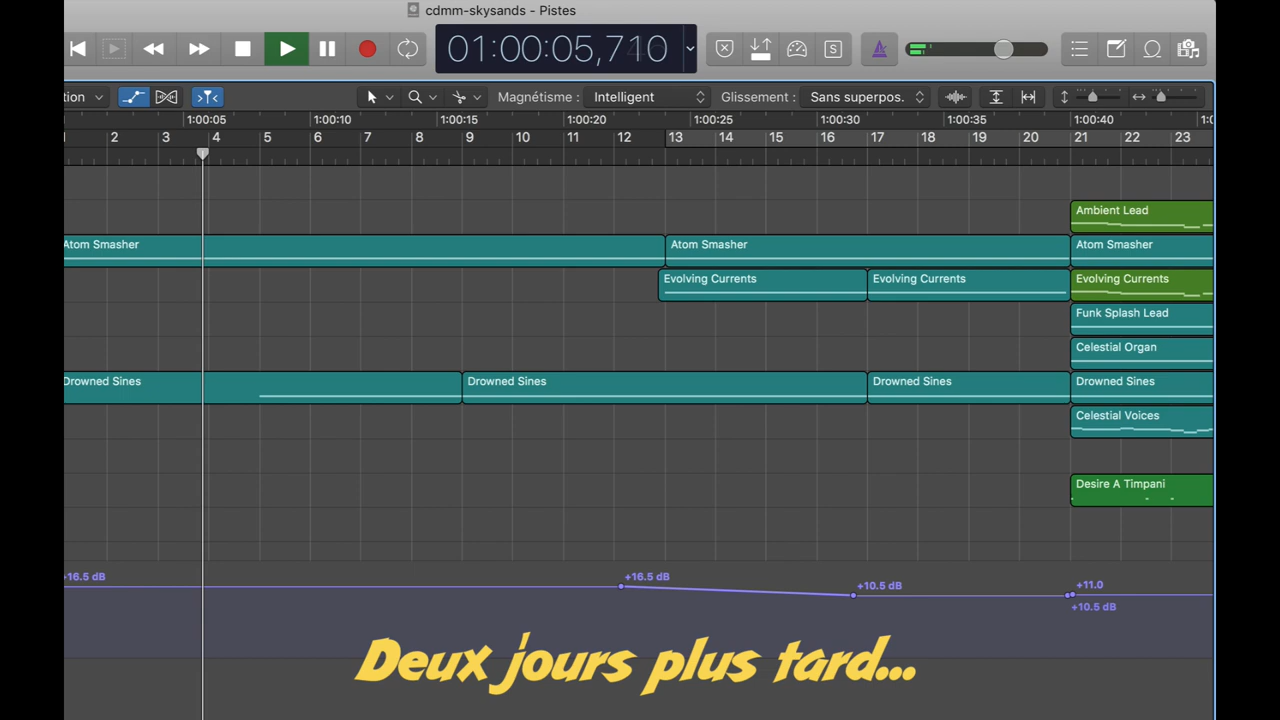 cdmm-skysands - Pistes
01:00:05,710
S
tion
Magnétisme : Intelligent
Glissement : Sans superpos.
1:00:05 1:00:10 1:00:15 1:00:20 1:00:25 1:00:30 1:00:35 1:00:40
2 3 4 5 6 7 8 9 10 11 12 13 14 15 16 17 18 19 20 21 22 23
Ambient Lead
Atom Smasher Atom Smasher Atom Smasher
Evolving Currents Evolving Currents Evolving Currents
Funk Splash Lead
Celestial Organ
Drowned Sines Drowned Sines Drowned Sines Drowned Sines
Celestial Voices
Desire A Timpani
+16.5 dB +16.5 dB +10.5 dB +11.0
+10.5 dB
Deux jours plus tard...